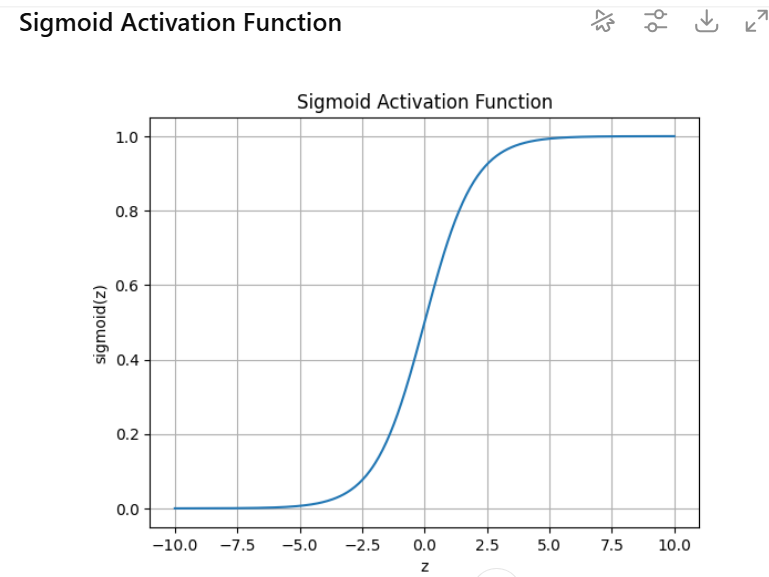 Sigmoid Activation Function
Sigmoid Activation Function
1.0
0.8
0.6
0.4
0.2
0.0
sigmoid(z)
−10.0 −7.5 −5.0 −2.5 0.0 2.5 5.0 7.5 10.0
z